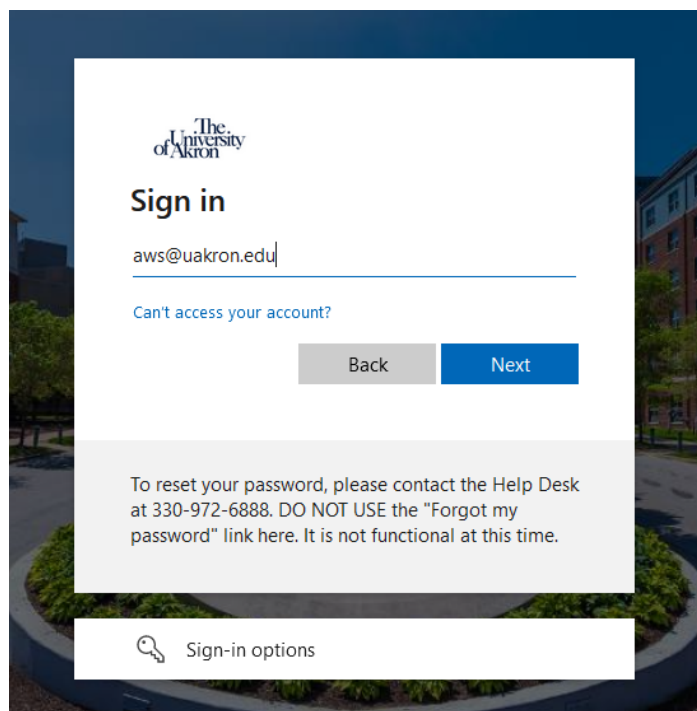 The
University
of Akron
Sign in
aws@uakron.edu
Can't access your account?
Back
Next
To reset your password, please contact the Help Desk
at 330-972-6888. DO NOT USE the "Forgot my
password" link here. It is not functional at this time.
Sign-in options